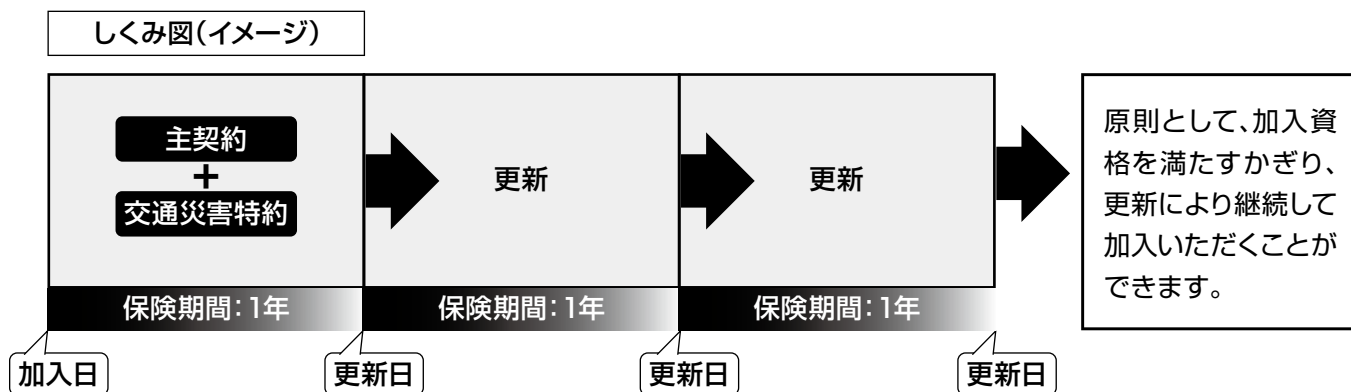 しくみ図(イメージ)
主契約
+
交通災害特約
更新
更新
原則として、加入資
格を満たすかぎり、
更新により継続して
加入いただくことが
できます。
保険期間:1年
保険期間:1年
保険期間:1年
加入日
更新日
更新日
更新日